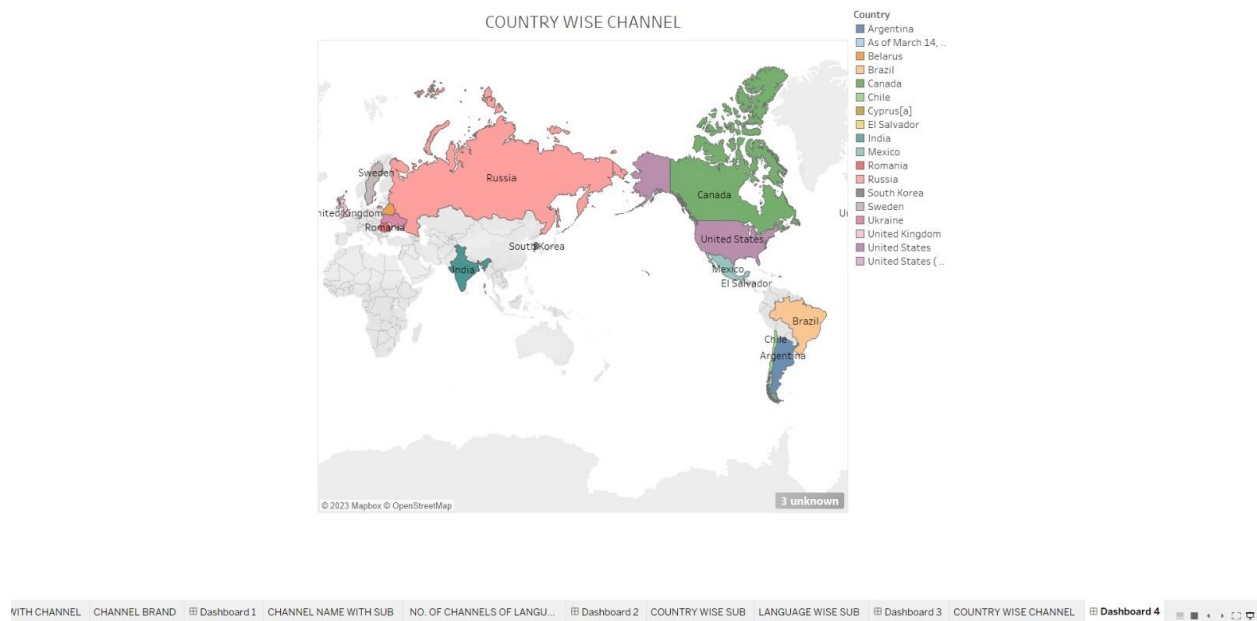 COUNTRY WISE CHANNEL
Country
Argentina
As of March 14, ..
Belarus
Brazil
Canada
Chile
Cyprus[a]
El Salvador
India
Mexico
Romania
Russia
South Korea
Sweden
Ukraine
United Kingdom
United States
United States ( ..
Sweden
Russia
Canada
nited Kingdom
Ui
Romania
United States
South Korea
India
Mexico
El Salvador
Brazil
Chile
Argentina
© 2023 Mapbox © OpenStreetMap
3 unknown
WITH CHANNEL CHANNEL BRAND Dashboard 1 CHANNEL NAME WITH SUB NO. OF CHANNELS OF LANGU... Dashboard 2 COUNTRY WISE SUB LANGUAGE WISE SUB Dashboard 3 COUNTRY WISE CHANNEL Dashboard 4